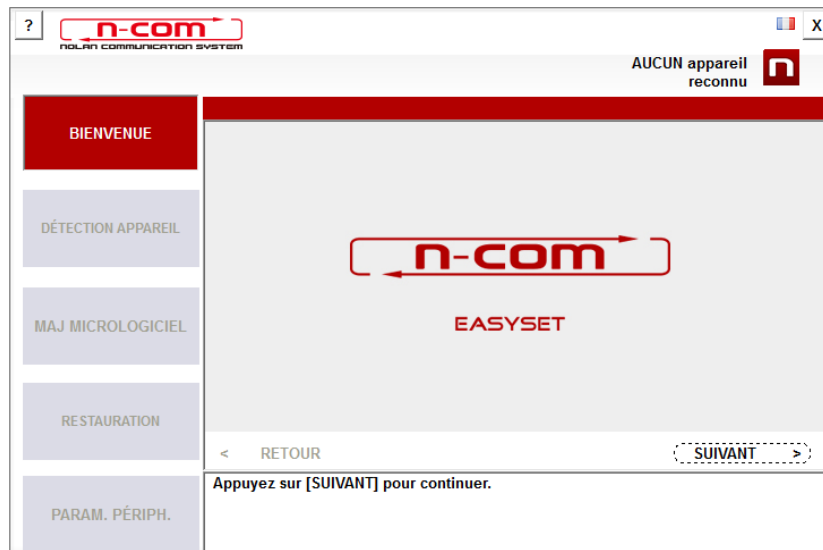 ?
n-com
NOLAN COMMUNICATION SYSTEM
X
AUCUN appareil
reconnu
n
BIENVENUE
DÉTECTION APPAREIL
MAJ MICROLOGICIEL
RESTAURATION
PARAM. PÉRIPH.
n-com
EASYSET
< RETOUR
SUIVANT >
Appuyez sur [SUIVANT] pour continuer.